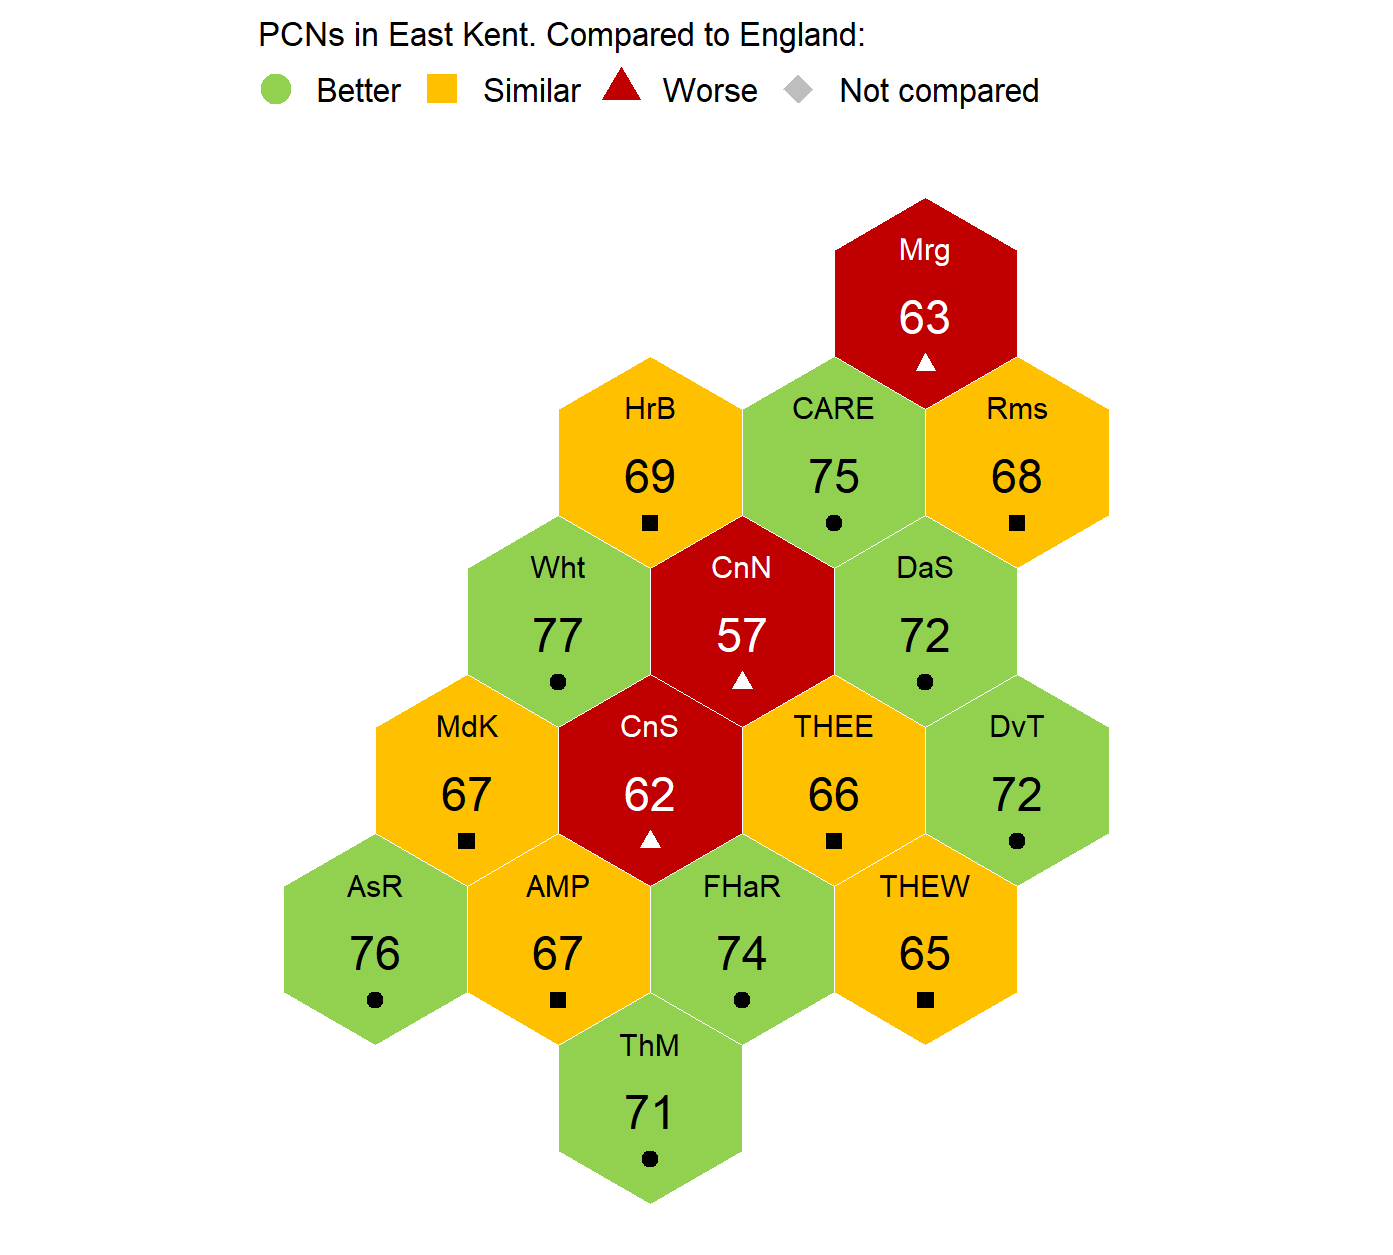 PCNs in East Kent. Compared to England:
Better Similar Worse Not compared
Mrg
63
HrB CARE Rms
69 75 68
Wht CnN DaS
77 57 72
MdK CnS THEE DvT
67 62 66 72
AsR AMP FHaR THEW
76 67 74 65
ThM
71